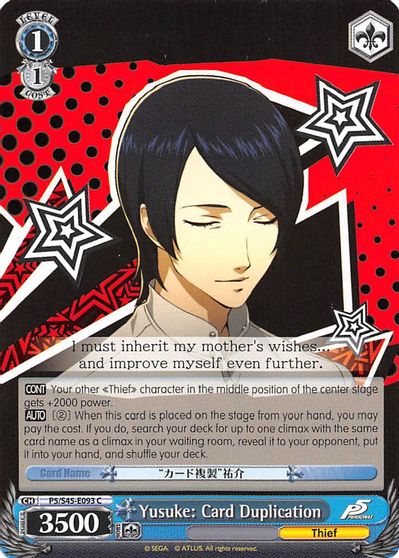 LEVEL
1
1
COST
I must inherit my mother's wishes...
and improve myself even further.
CONT Your other «Thief» character in the middle position of the center stage
gets +2000 power.
AUTO [②] When this card is placed on the stage from your hand, you may
pay the cost. If you do, search your deck for up to one climax with the same card
name as a climax in your waiting room, reveal it to your opponent, put
it into your hand, and shuffle your deck.
Card Name
“カード複製”祐介
CH P5/S45-E093 C
3500
Yusuke: Card Duplication
P5
Thief
© SEGA © ATLUS. All rights reserved.